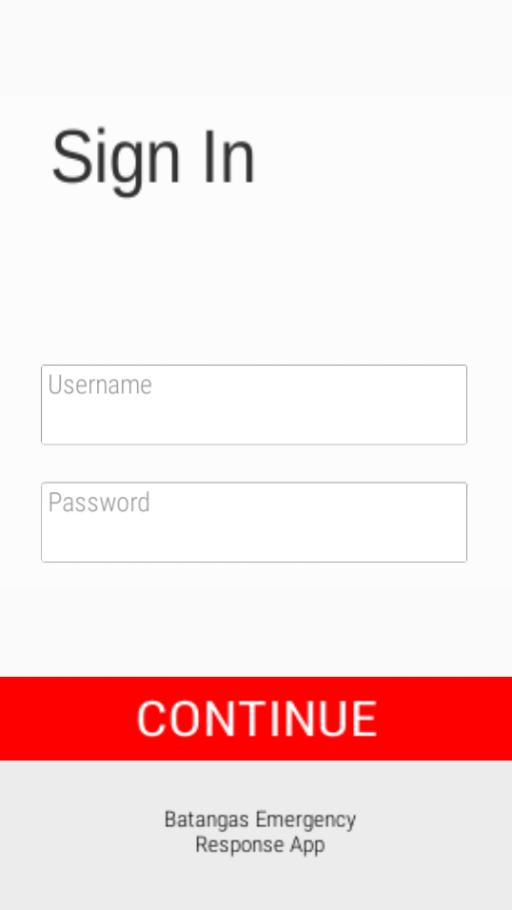 Sign In
Username
Password
CONTINUE
Batangas Emergency
Response App